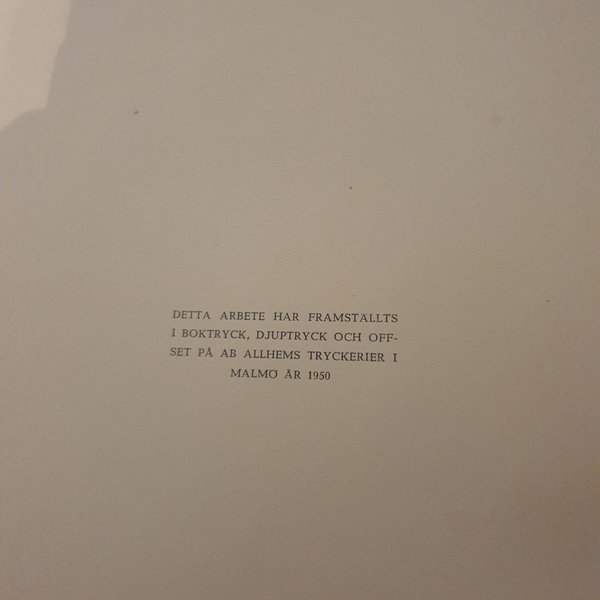 DETTA ARBETE HAR FRAMSTÄLLTS
I BOKTRYCK, DJUPTRYCK OCH OFF-
SET PÅ AB ALLHEMS TRYCKERIER I
MALMÖ ÅR 1950